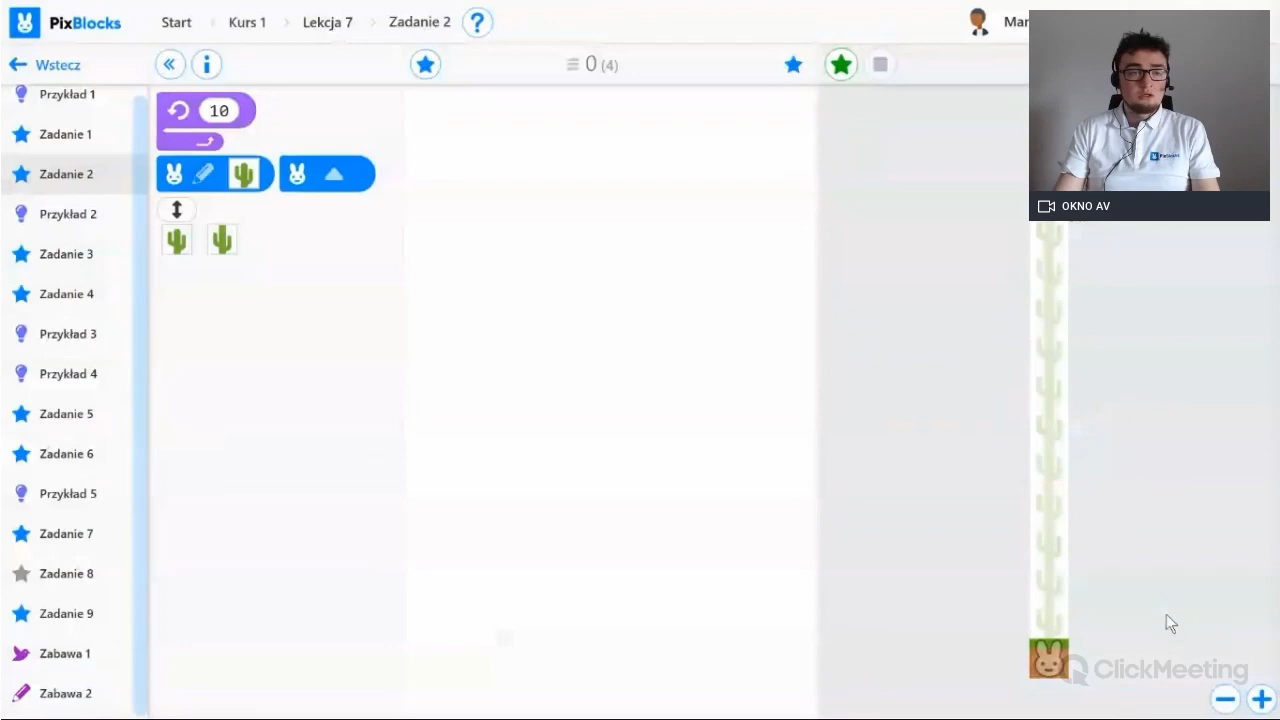 PixBlocks
Start
Kurs 1
Lekcja 7
Zadanie 2
?
Mar
Wstecz
0 (4)
Przykład 1
Zadanie 1
Zadanie 2
Przykład 2
Zadanie 3
Zadanie 4
Przykład 3
Przykład 4
Zadanie 5
Zadanie 6
Przykład 5
Zadanie 7
Zadanie 8
Zadanie 9
Zabawa 1
Zabawa 2
10
PixBlocks
OKNO AV
ClickMeeting